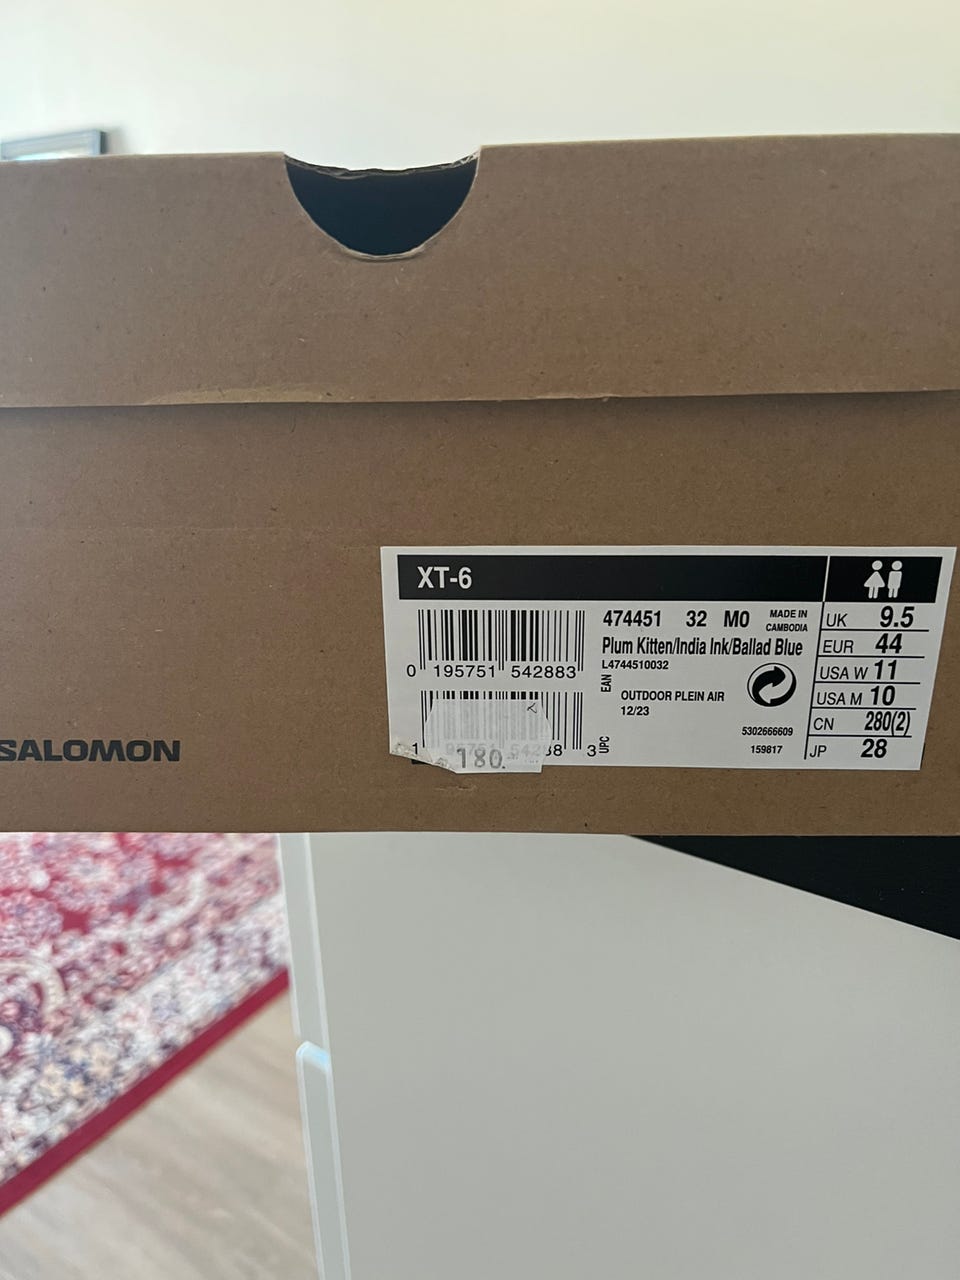 XT-6
474451 32 M0 MADE IN CAMBODIA
Plum Kitten/India Ink/Ballad Blue
L4744510032
EAN
0 195751 542883
OUTDOOR PLEIN AIR
12/23
5302666609
159817
UPC
3
180.
UK 9.5
EUR 44
USA W 11
USA M 10
CN 280(2)
JP 28
SALOMON